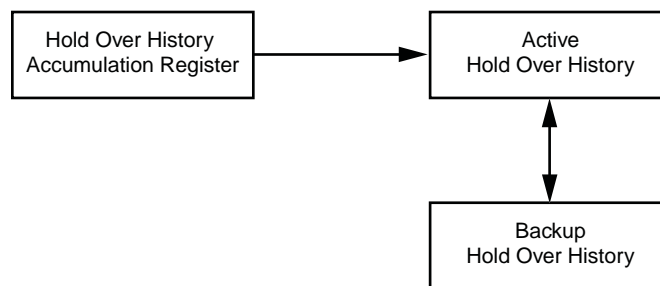 Hold Over History
Accumulation Register
Active
Hold Over History
Backup
Hold Over History